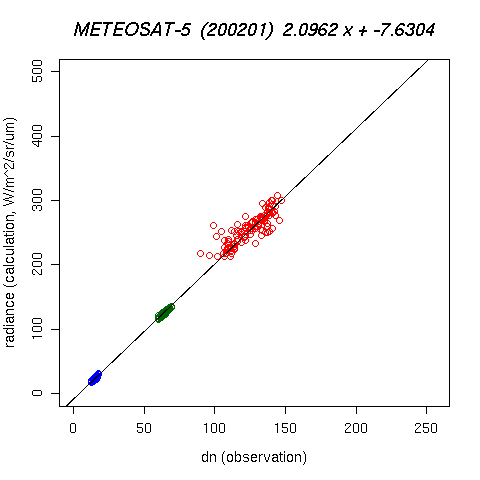 METEOSAT-5 (200201) 2.0962 x + -7.6304
radiance (calculation, W/m^2/sr/um)
500
400
300
200
100
0
0 50 100 150 200 250
dn (observation)